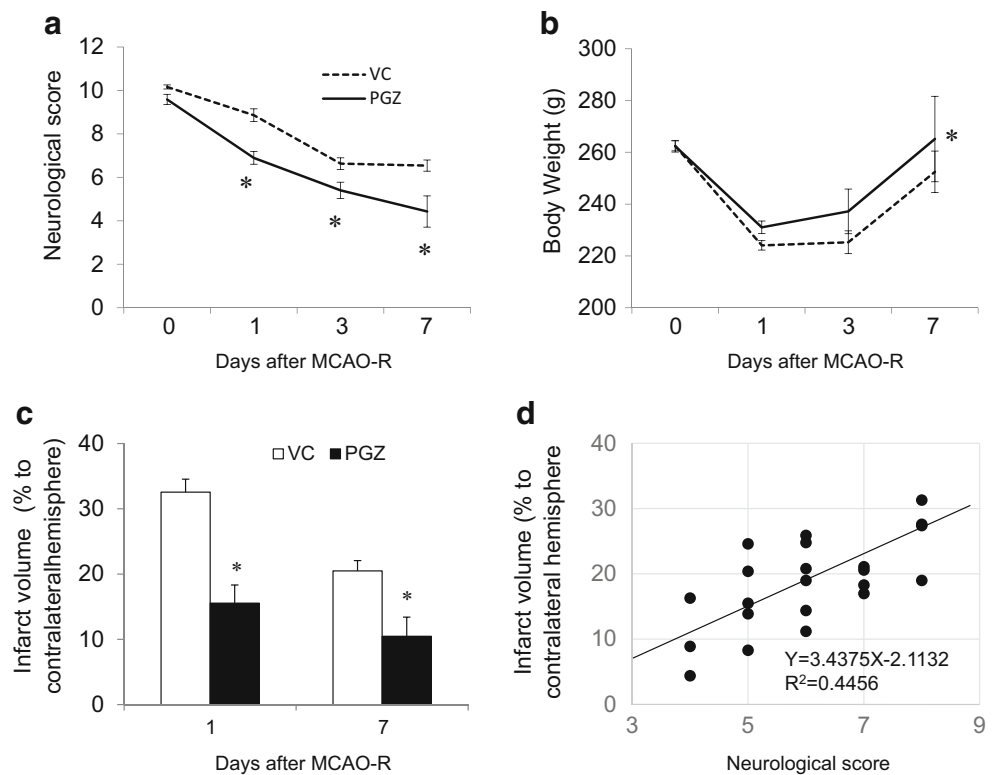 a
Neurological score
12
10
8
6
4
2
0
VC
PGZ
*
*
*
0 1 3 7
Days after MCAO-R
b
Body Weight (g)
300
280
260
240
220
200
*
0 1 3 7
Days after MCAO-R
c
Infarct volume (% to
contralateralhemisphere)
40
30
20
10
0
VC PGZ
*
*
1 7
Days after MCAO-R
d
Infarct volume (% to
contralateral hemisphere)
40
30
20
10
0
Y=3.4375X-2.1132
R²=0.4456
3 5 7 9
Neurological score